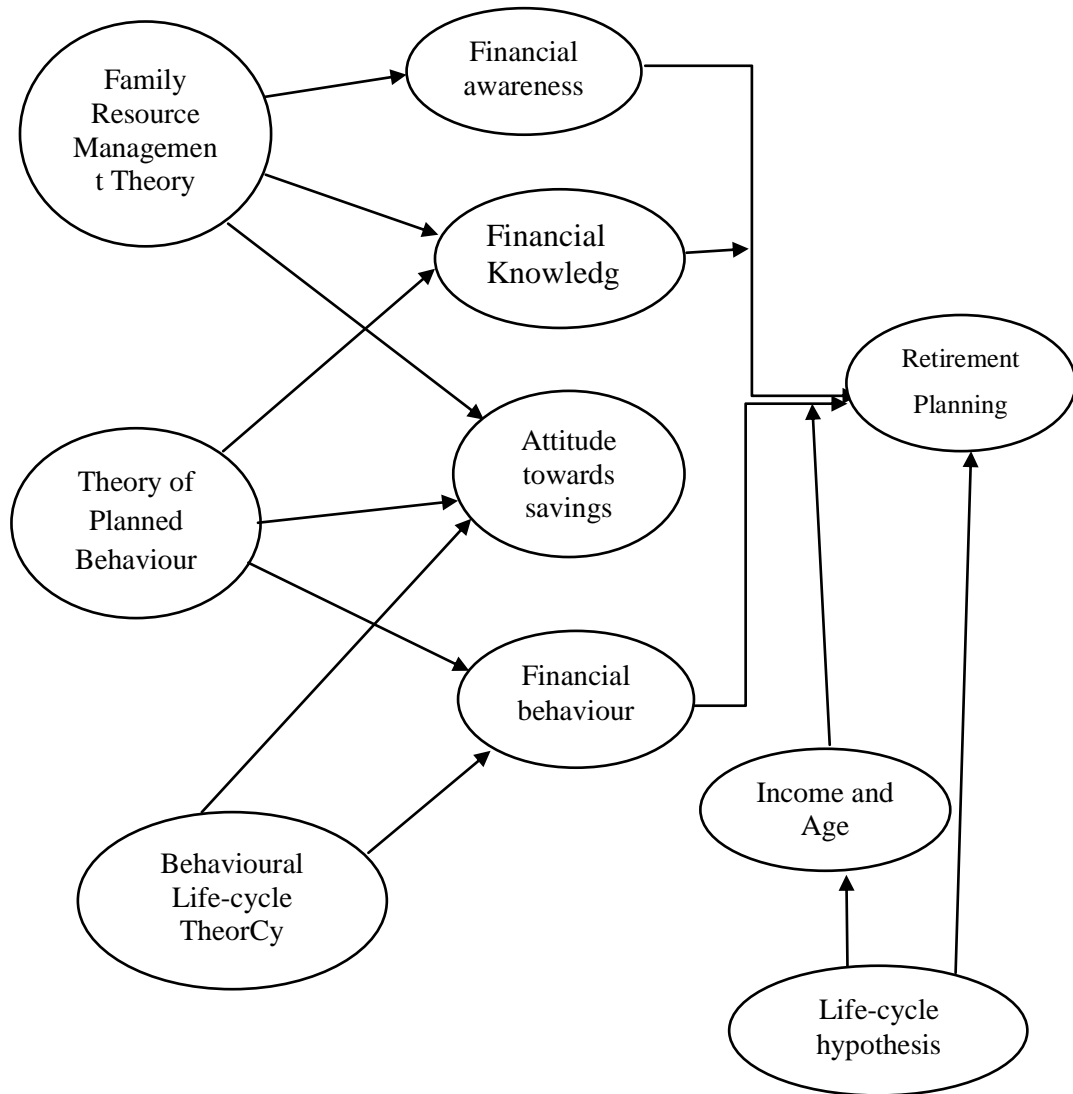 Family
Resource
Managemen
t Theory
Financial
awareness
Financial
Knowledg
Retirement
Planning
Attitude
towards
savings
Theory of
Planned
Behaviour
Financial
behaviour
Income and
Age
Behavioural
Life-cycle
TheorCy
Life-cycle
hypothesis